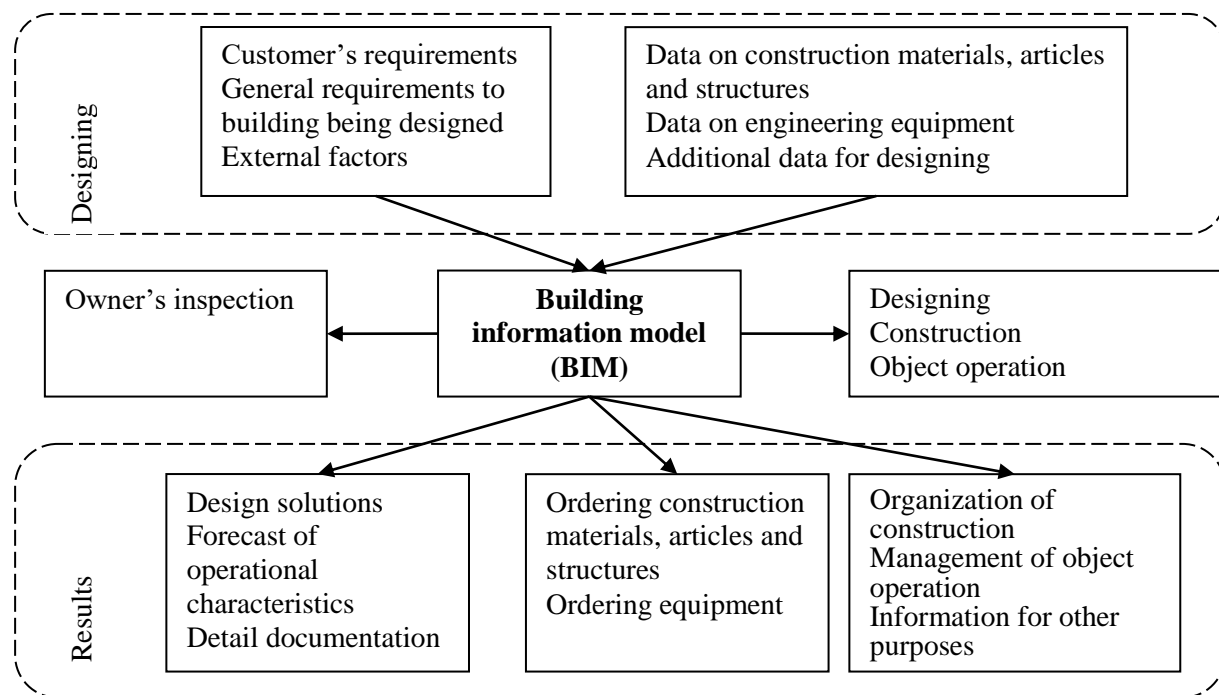 Designing
Customer’s requirements
General requirements to
building being designed
External factors
Data on construction materials, articles
and structures
Data on engineering equipment
Additional data for designing
Owner’s inspection
Building
information model
(BIM)
Designing
Construction
Object operation
Results
Design solutions
Forecast of
operational
characteristics
Detail documentation
Ordering construction
materials, articles and
structures
Ordering equipment
Organization of
construction
Management of object
operation
Information for other
purposes